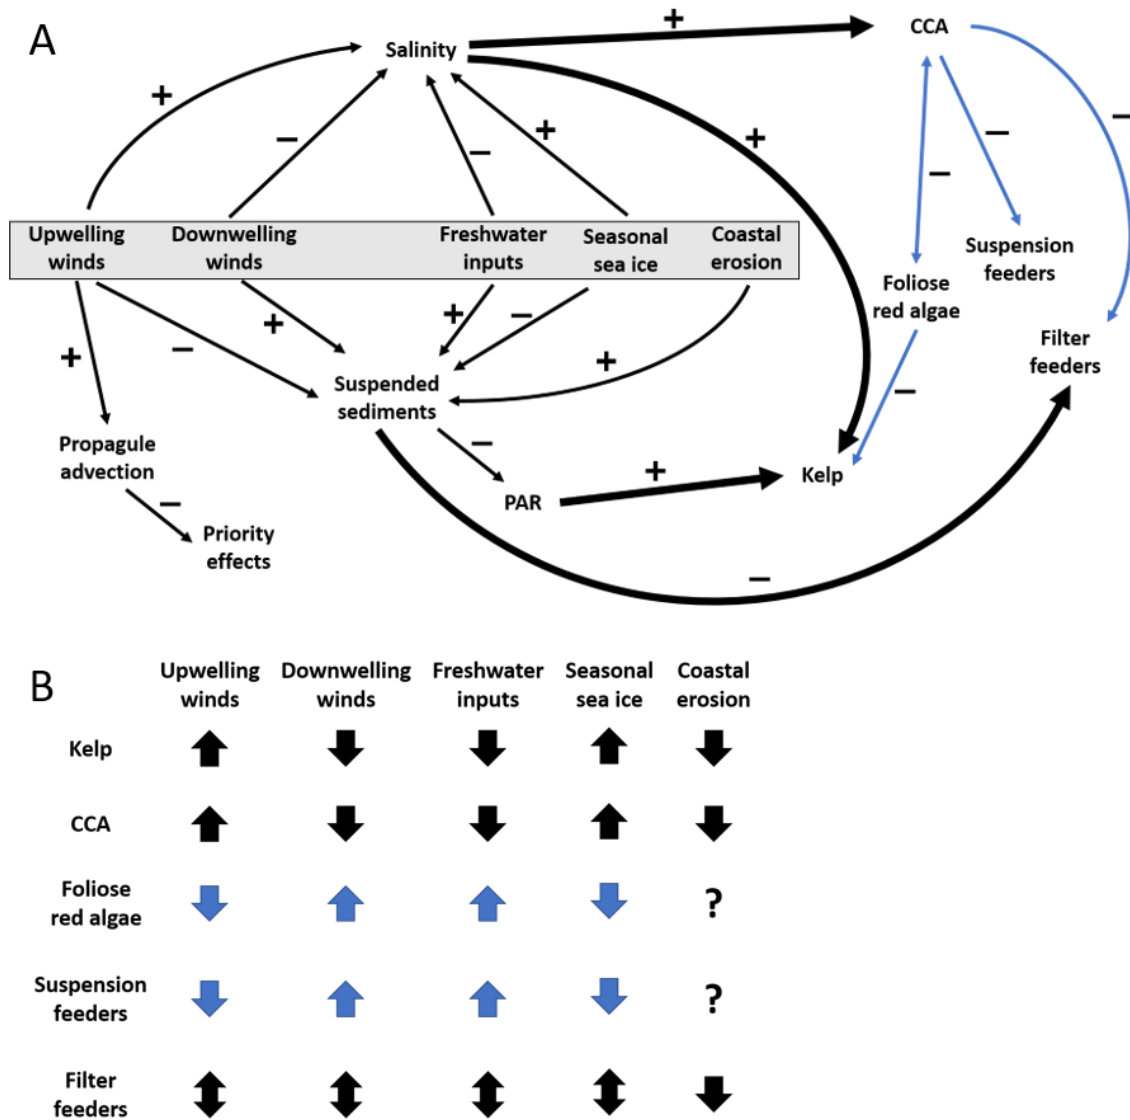 A
Salinity
+
CCA
+
−
+
−
+
−
−
−
Upwelling
winds
Downwelling
winds
Freshwater
inputs
Seasonal
sea ice
Coastal
erosion
Suspension
feeders
Foliose
red algae
Filter
feeders
+
−
+
+
−
+
Suspended
sediments
−
Propagule
advection
−
PAR
+
Kelp
−
Priority
effects
−
B
Upwelling
winds
Downwelling
winds
Freshwater
inputs
Seasonal
sea ice
Coastal
erosion
Kelp
CCA
Foliose
red algae
?
Suspension
feeders
?
Filter
feeders